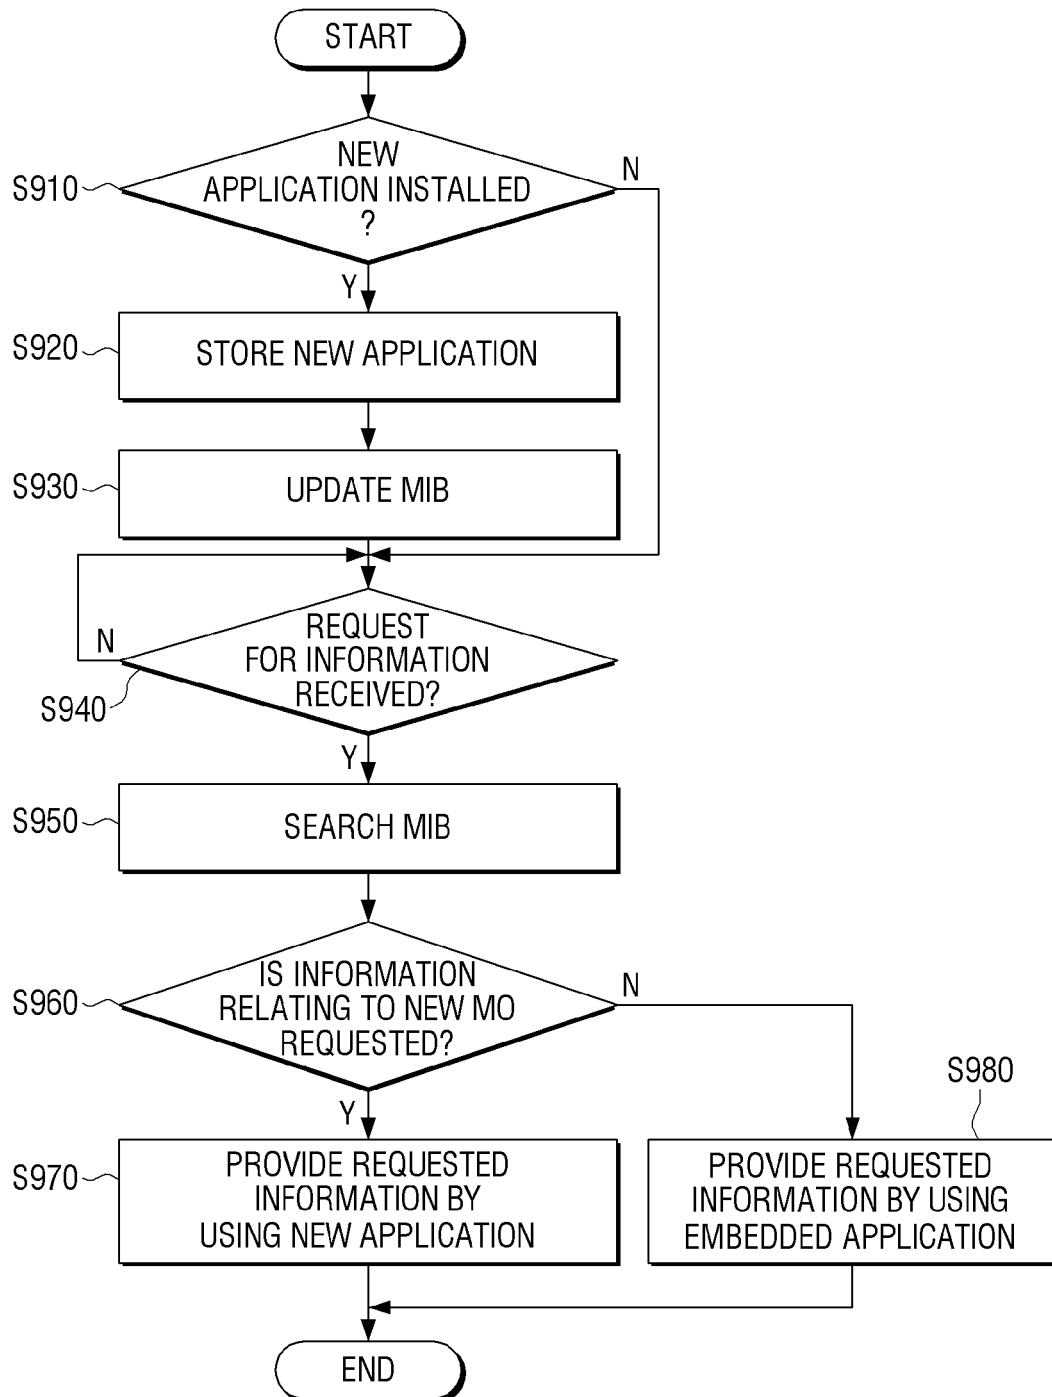 START
NEW
APPLICATION INSTALLED
?
N
S910
Y
STORE NEW APPLICATION
S920
UPDATE MIB
S930
REQUEST
FOR INFORMATION
RECEIVED?
N
S940
Y
SEARCH MIB
S950
IS INFORMATION
RELATING TO NEW MO
REQUESTED?
N
S960
Y
S980
PROVIDE REQUESTED
INFORMATION BY
USING NEW APPLICATION
S970
PROVIDE REQUESTED
INFORMATION BY USING
EMBEDDED APPLICATION
END